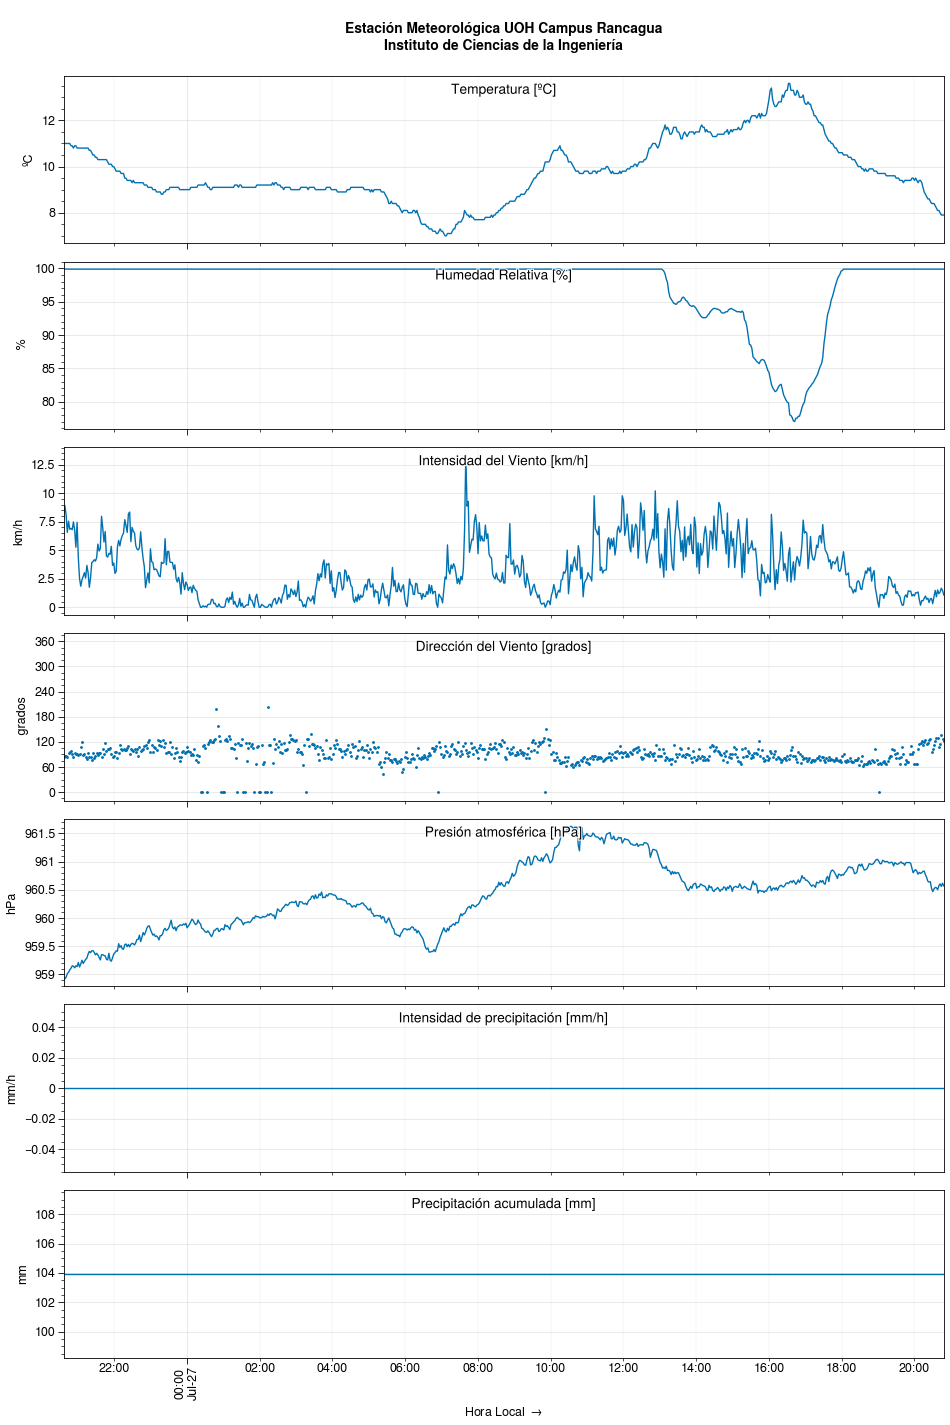 Estación Meteorológica UOH Campus Rancagua
Instituto de Ciencias de la Ingeniería
Temperatura [ºC]
ºC
12
10
8
Humedad Relativa [%]
%
100
95
90
85
80
Intensidad del Viento [km/h]
km/h
12.5
10
7.5
5
2.5
0
Dirección del Viento [grados]
grados
360
300
240
180
120
60
0
Presión atmosférica [hPa]
hPa
961.5
961
960.5
960
959.5
959
Intensidad de precipitación [mm/h]
mm/h
0.04
0.02
0
−0.02
−0.04
Precipitación acumulada [mm]
mm
108
106
104
102
100
22:00
00:00
Jul-27
02:00
04:00
06:00
08:00
10:00
12:00
14:00
16:00
18:00
20:00
Hora Local →